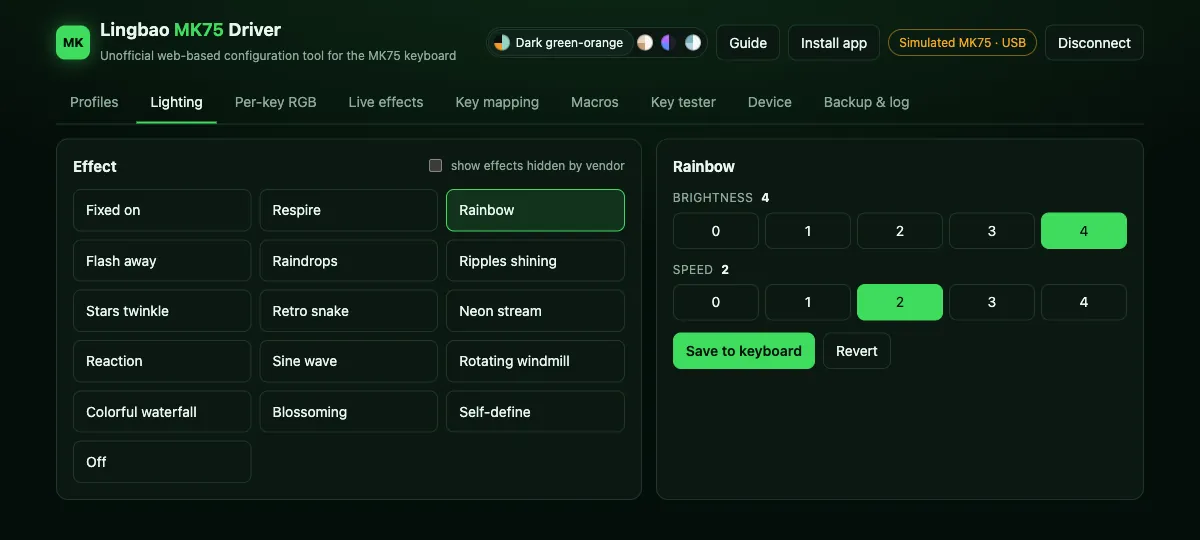 MK
Lingbao MK75 Driver
Unofficial web-based configuration tool for the MK75 keyboard
Dark green-orange
Guide
Install app
Simulated MK75 · USB
Disconnect
Profiles
Lighting
Per-key RGB
Live effects
Key mapping
Macros
Key tester
Device
Backup & log
Effect
show effects hidden by vendor
Fixed on
Respire
Rainbow
Flash away
Raindrops
Ripples shining
Stars twinkle
Retro snake
Neon stream
Reaction
Sine wave
Rotating windmill
Colorful waterfall
Blossoming
Self-define
Off
Rainbow
BRIGHTNESS 4
0 1 2 3 4
SPEED 2
0 1 2 3 4
Save to keyboard
Revert